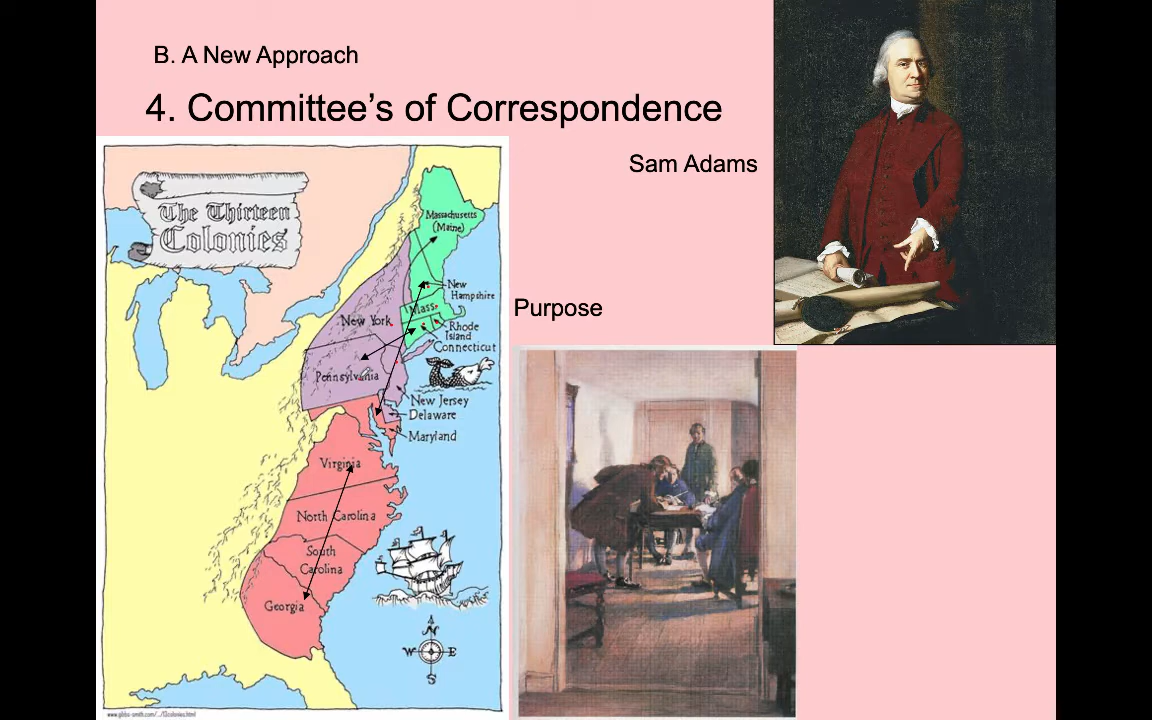 B. A New Approach
4. Committee's of Correspondence
Sam Adams
Purpose
The Thirteen
Colonies
Massachusetts
(Maine)
New
Hampshire
Mass.
New York
Rhode
Island
Connecticut
Pennsylvania
New Jersey
Delaware
Maryland
Virginia
North Carolina
South
Carolina
Georgia
N
W E
S